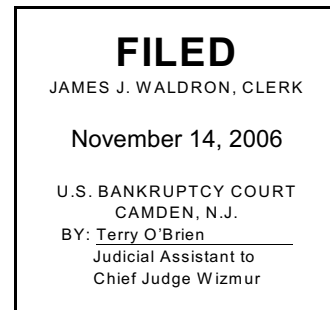 FILED
JAMES J. WALDRON, CLERK
November 14, 2006
U.S. BANKRUPTCY COURT
CAMDEN, N.J.
BY: Terry O'Brien
Judicial Assistant to
Chief Judge Wizmur